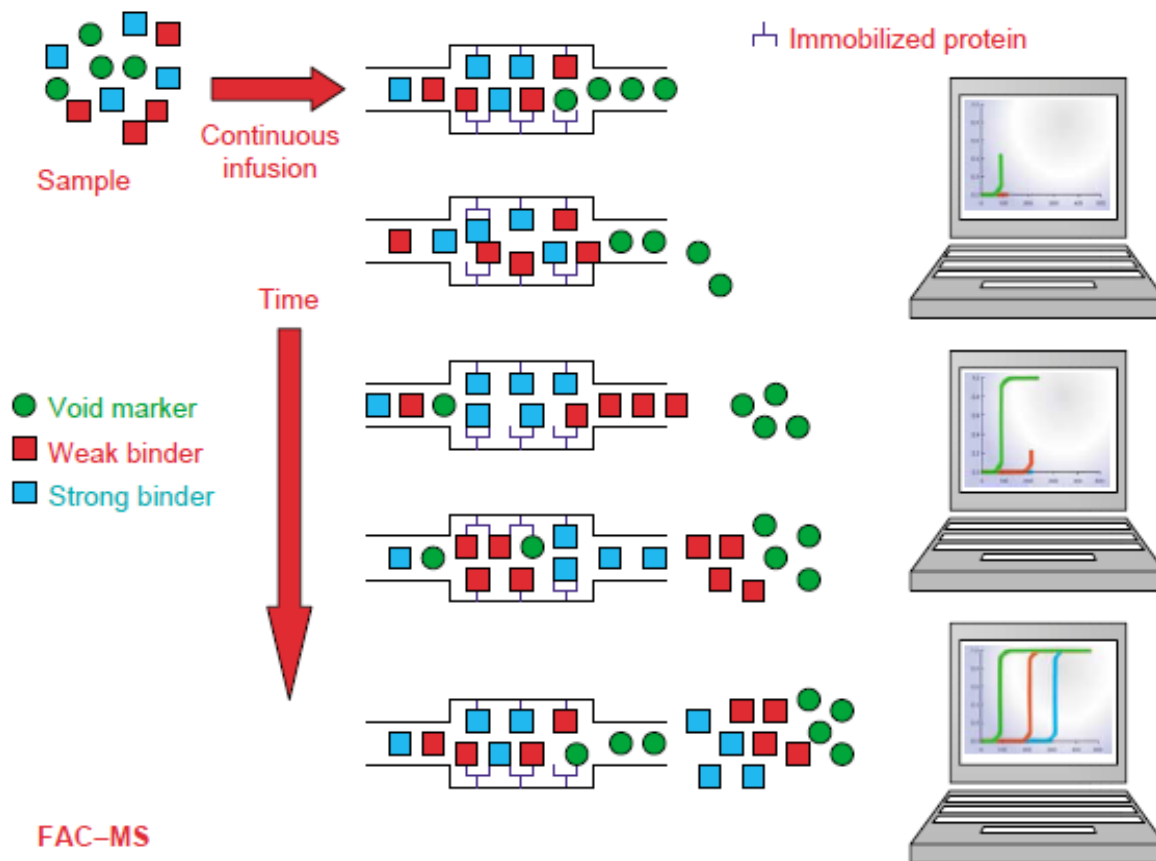 Immobilized protein
Continuous
infusion
Sample
Time
Void marker
Weak binder
Strong binder
FAC–MS